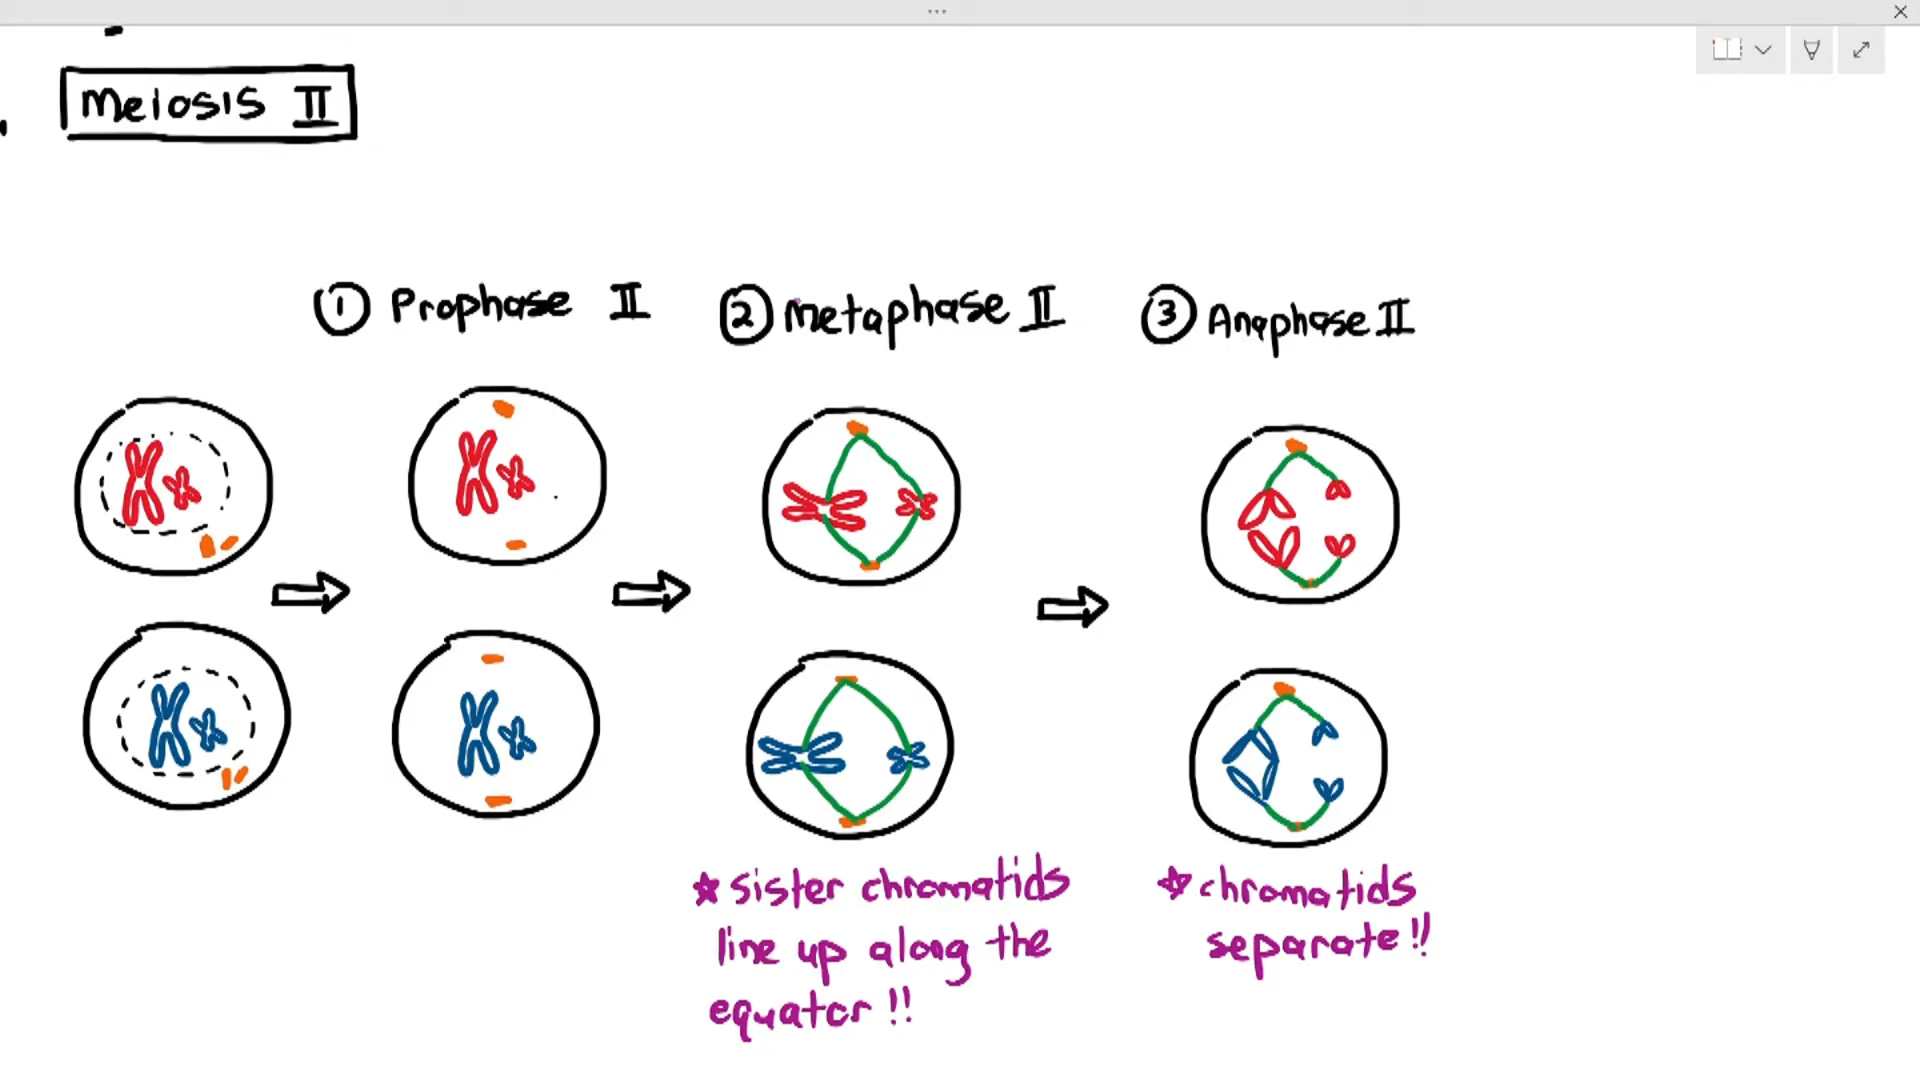 Meiosis II
① Prophase II
② Metaphase II
③ Anaphase II
* sister chromatids
line up along the
equator !!
* chromatids
separate !!